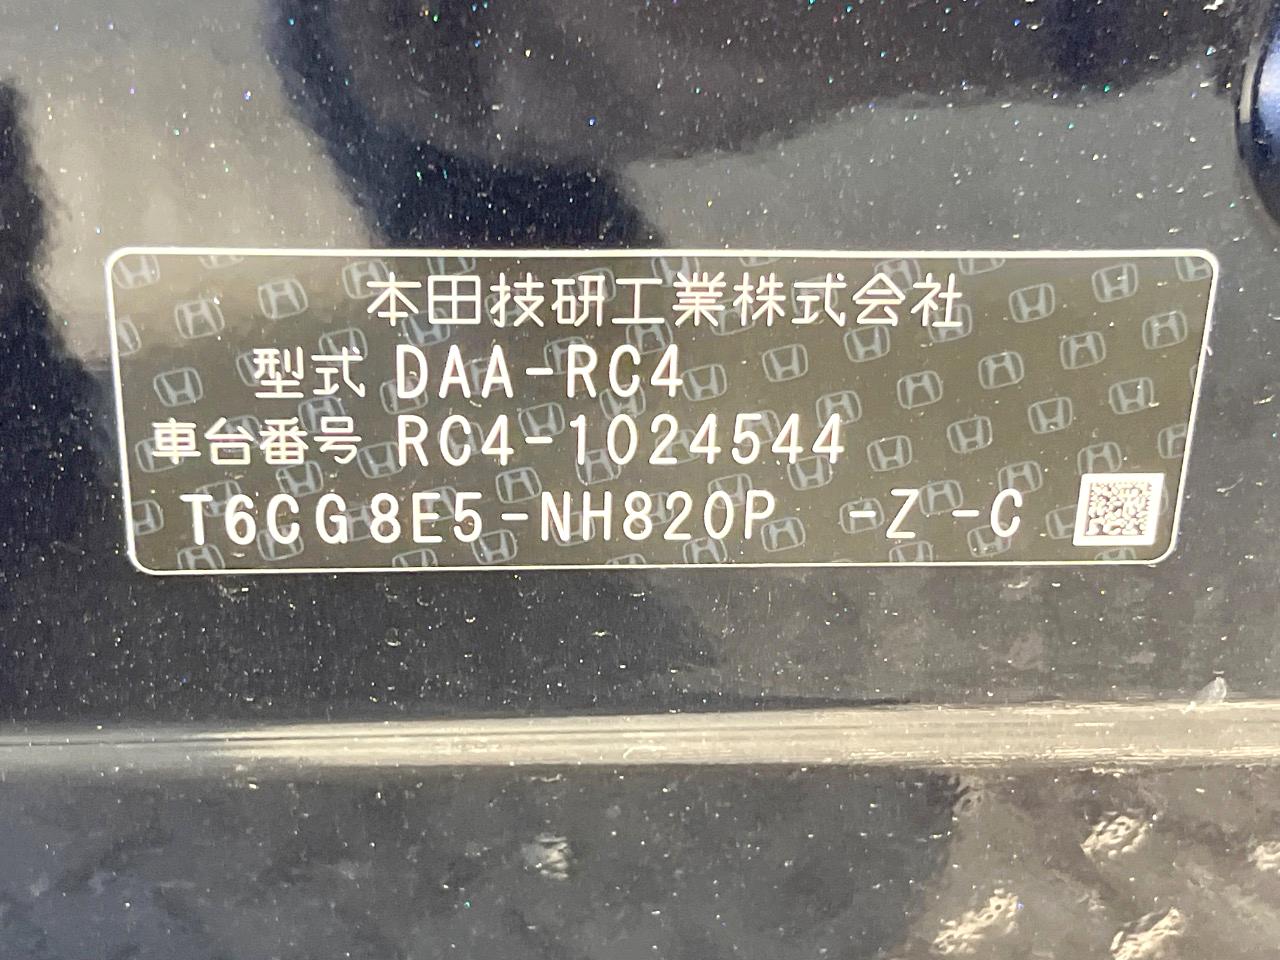 本田技研工業株式会社
型式 DAA-RC4
車台番号 RC4-1024544
T6CG8E5-NH820P -Z -C